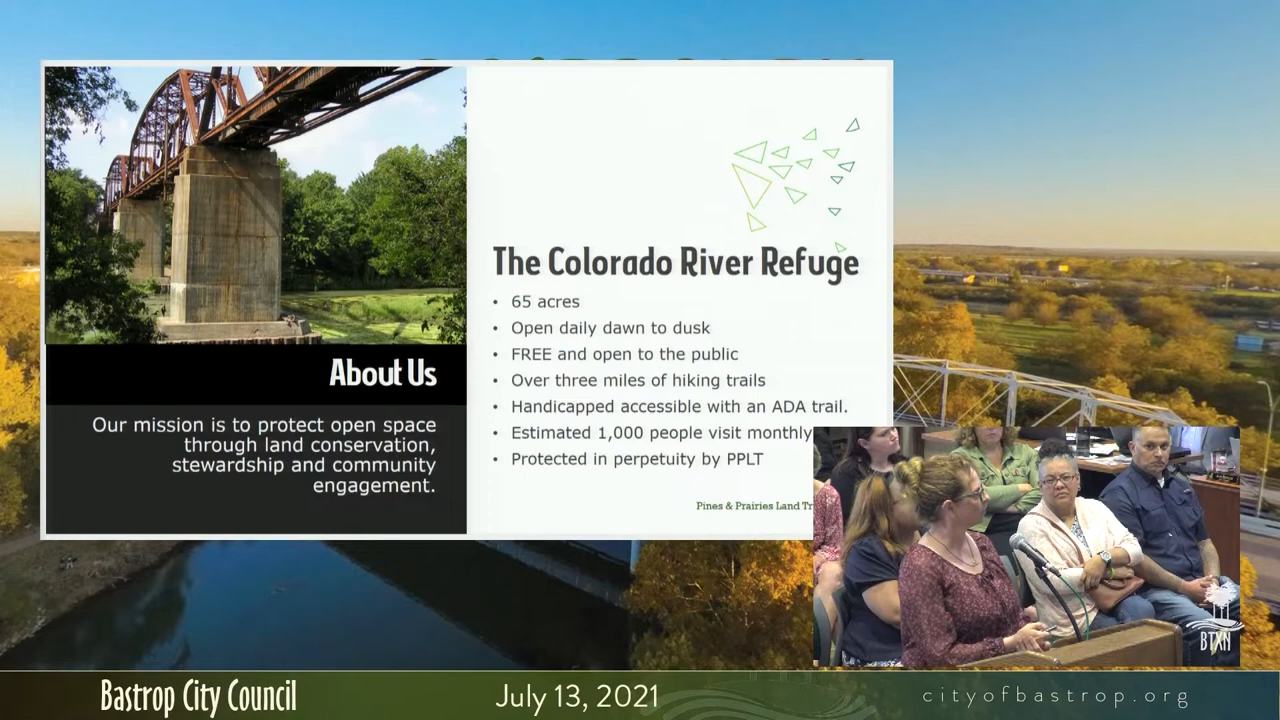 About Us
Our mission is to protect open space
through land conservation,
stewardship and community
engagement.
The Colorado River Refuge
• 65 acres
• Open daily dawn to dusk
• FREE and open to the public
• Over three miles of hiking trails
• Handicapped accessible with an ADA trail.
• Estimated 1,000 people visit monthly
• Protected in perpetuity by PPLT
Pines & Prairies Land
BTXN
Bastrop City Council
July 13, 2021
cityofbastrop.org